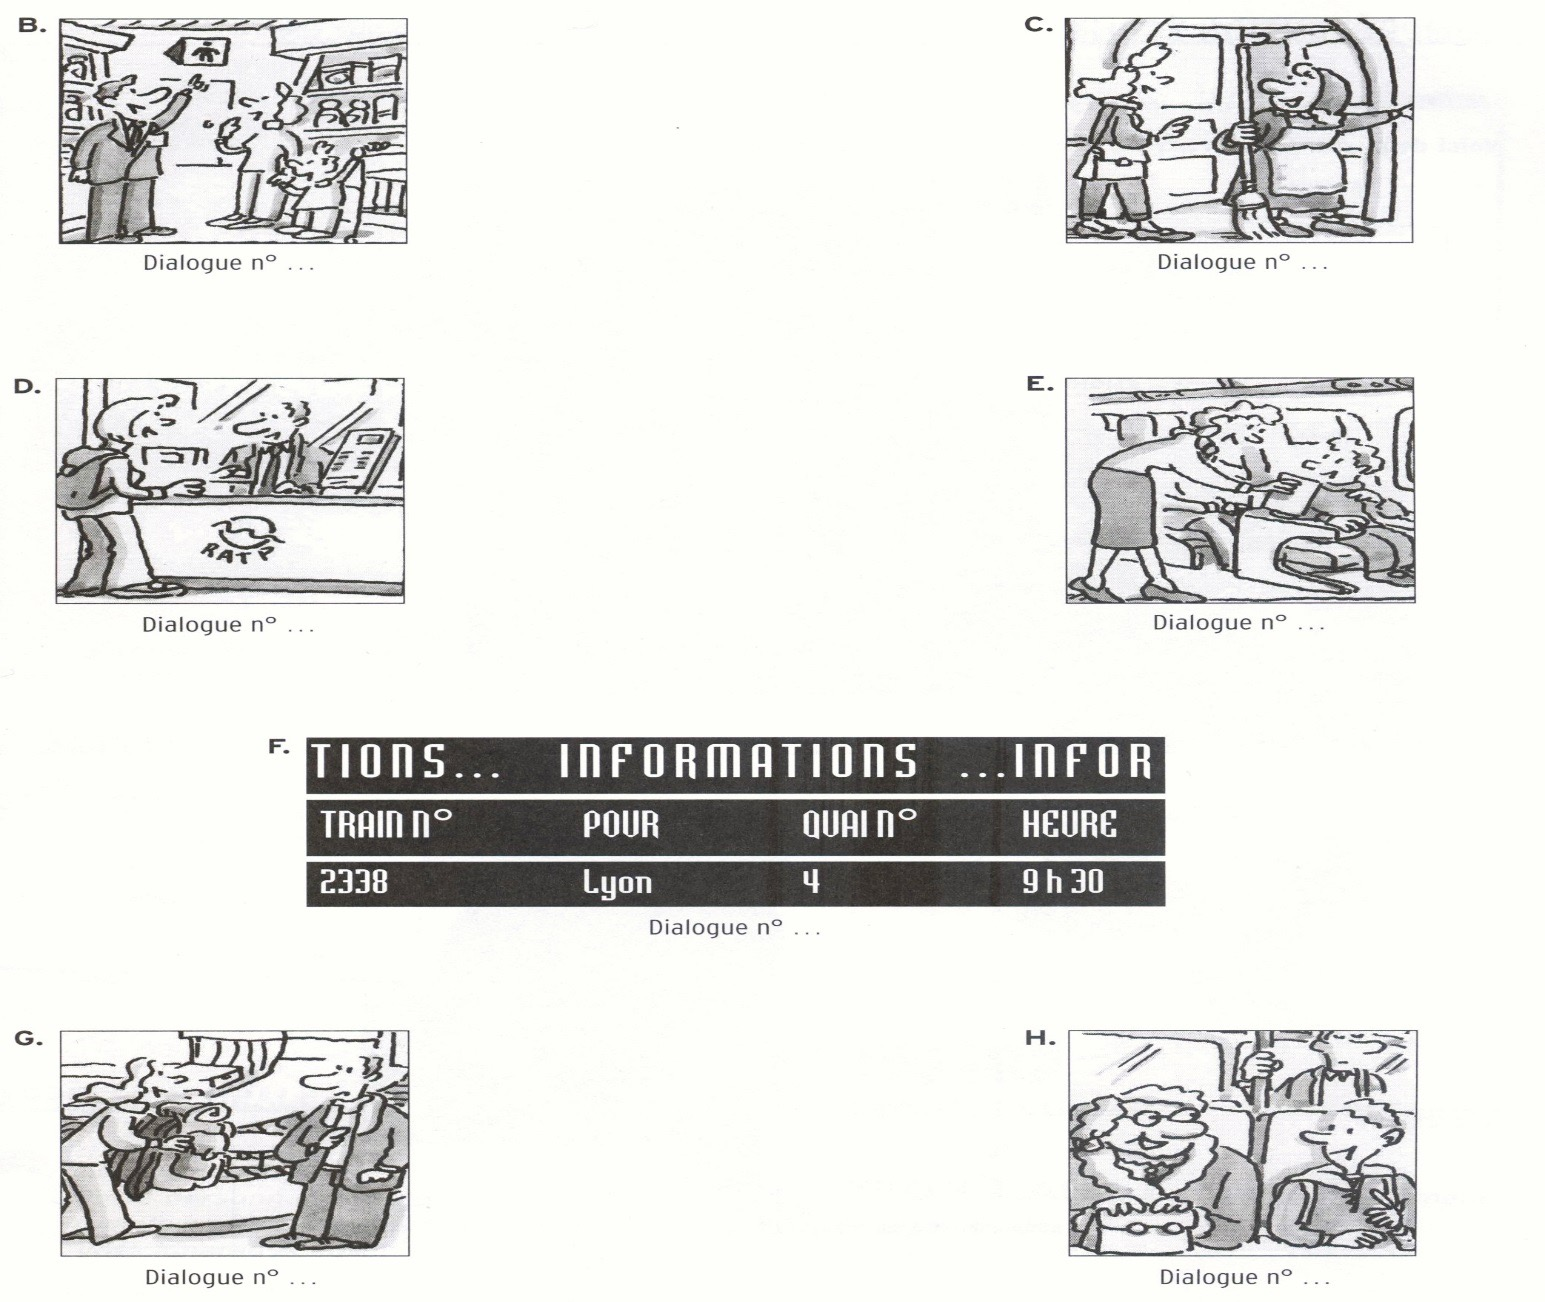 B.
C.
Dialogue n° ...
Dialogue n° ...
D.
E.
RATP
Dialogue n° ...
Dialogue n° ...
F.
TIONS... INFORMATIONS ...INFOR
TRAIN n° POUR QUAI n° HEURE
2338 Lyon 4 9 h 30
Dialogue n° ...
G.
H.
Dialogue n° ...
Dialogue n° ...